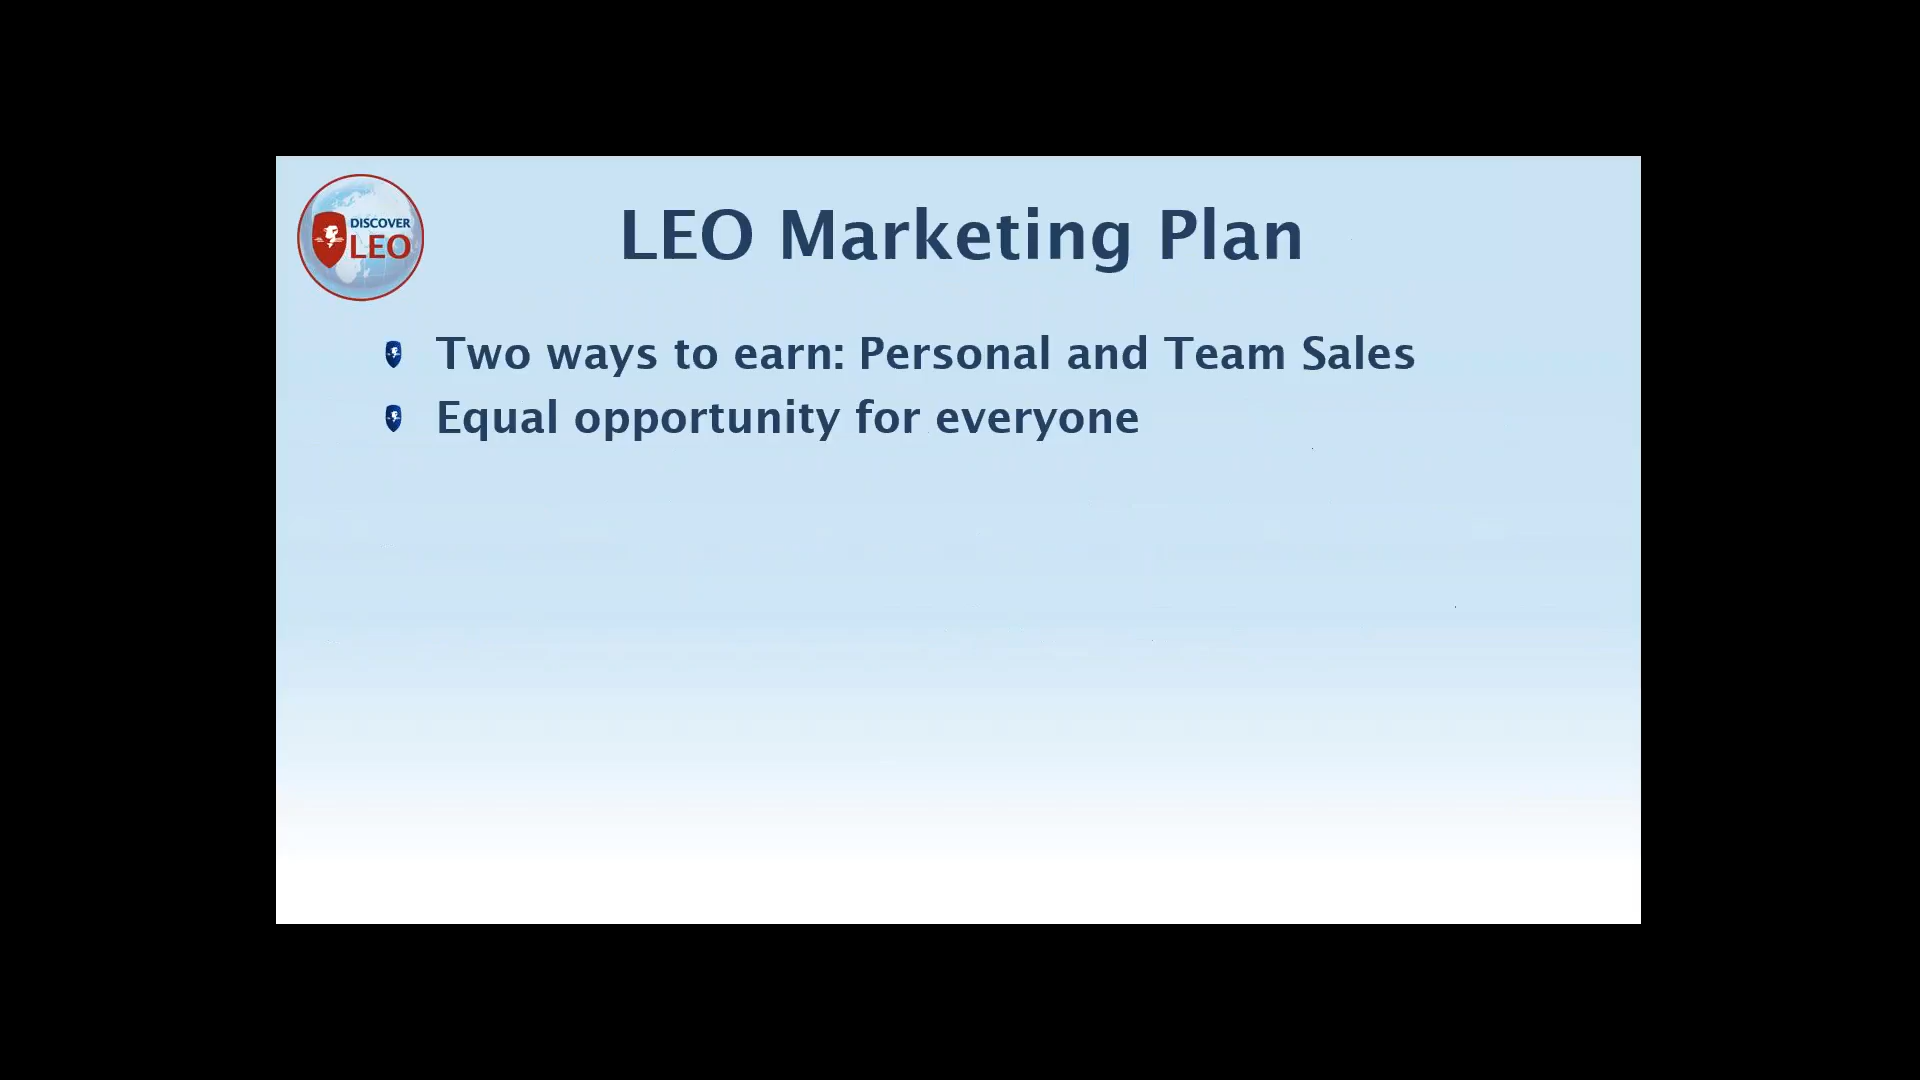 DISCOVER
LEO
LEO Marketing Plan
Two ways to earn: Personal and Team Sales
Equal opportunity for everyone